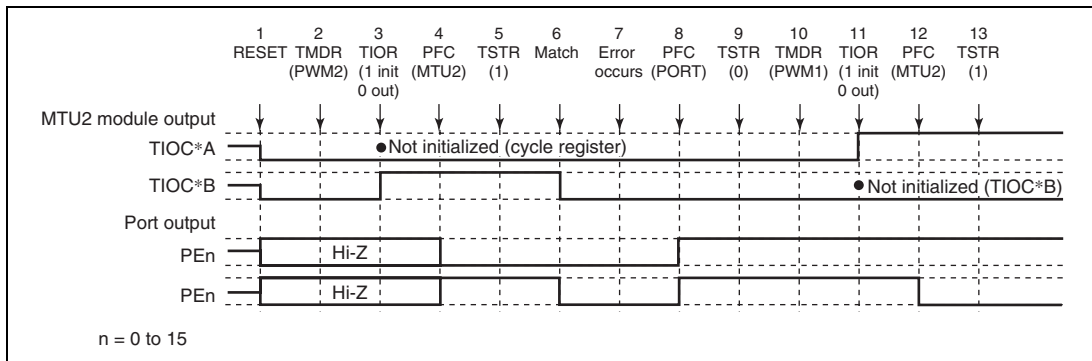 1 2 3 4 5 6 7 8 9 10 11 12 13
RESET TMDR TIOR PFC TSTR Match Error PFC TSTR TMDR TIOR PFC TSTR
(PWM2) (1 init (MTU2) (1) occurs (PORT) (0) (PWM1) (1 init (MTU2) (1)
0 out) 0 out)
MTU2 module output
TIOC*A ●Not initialized (cycle register)
TIOC*B ● Not initialized (TIOC*B)
Port output
PEn Hi-Z
PEn Hi-Z
n = 0 to 15